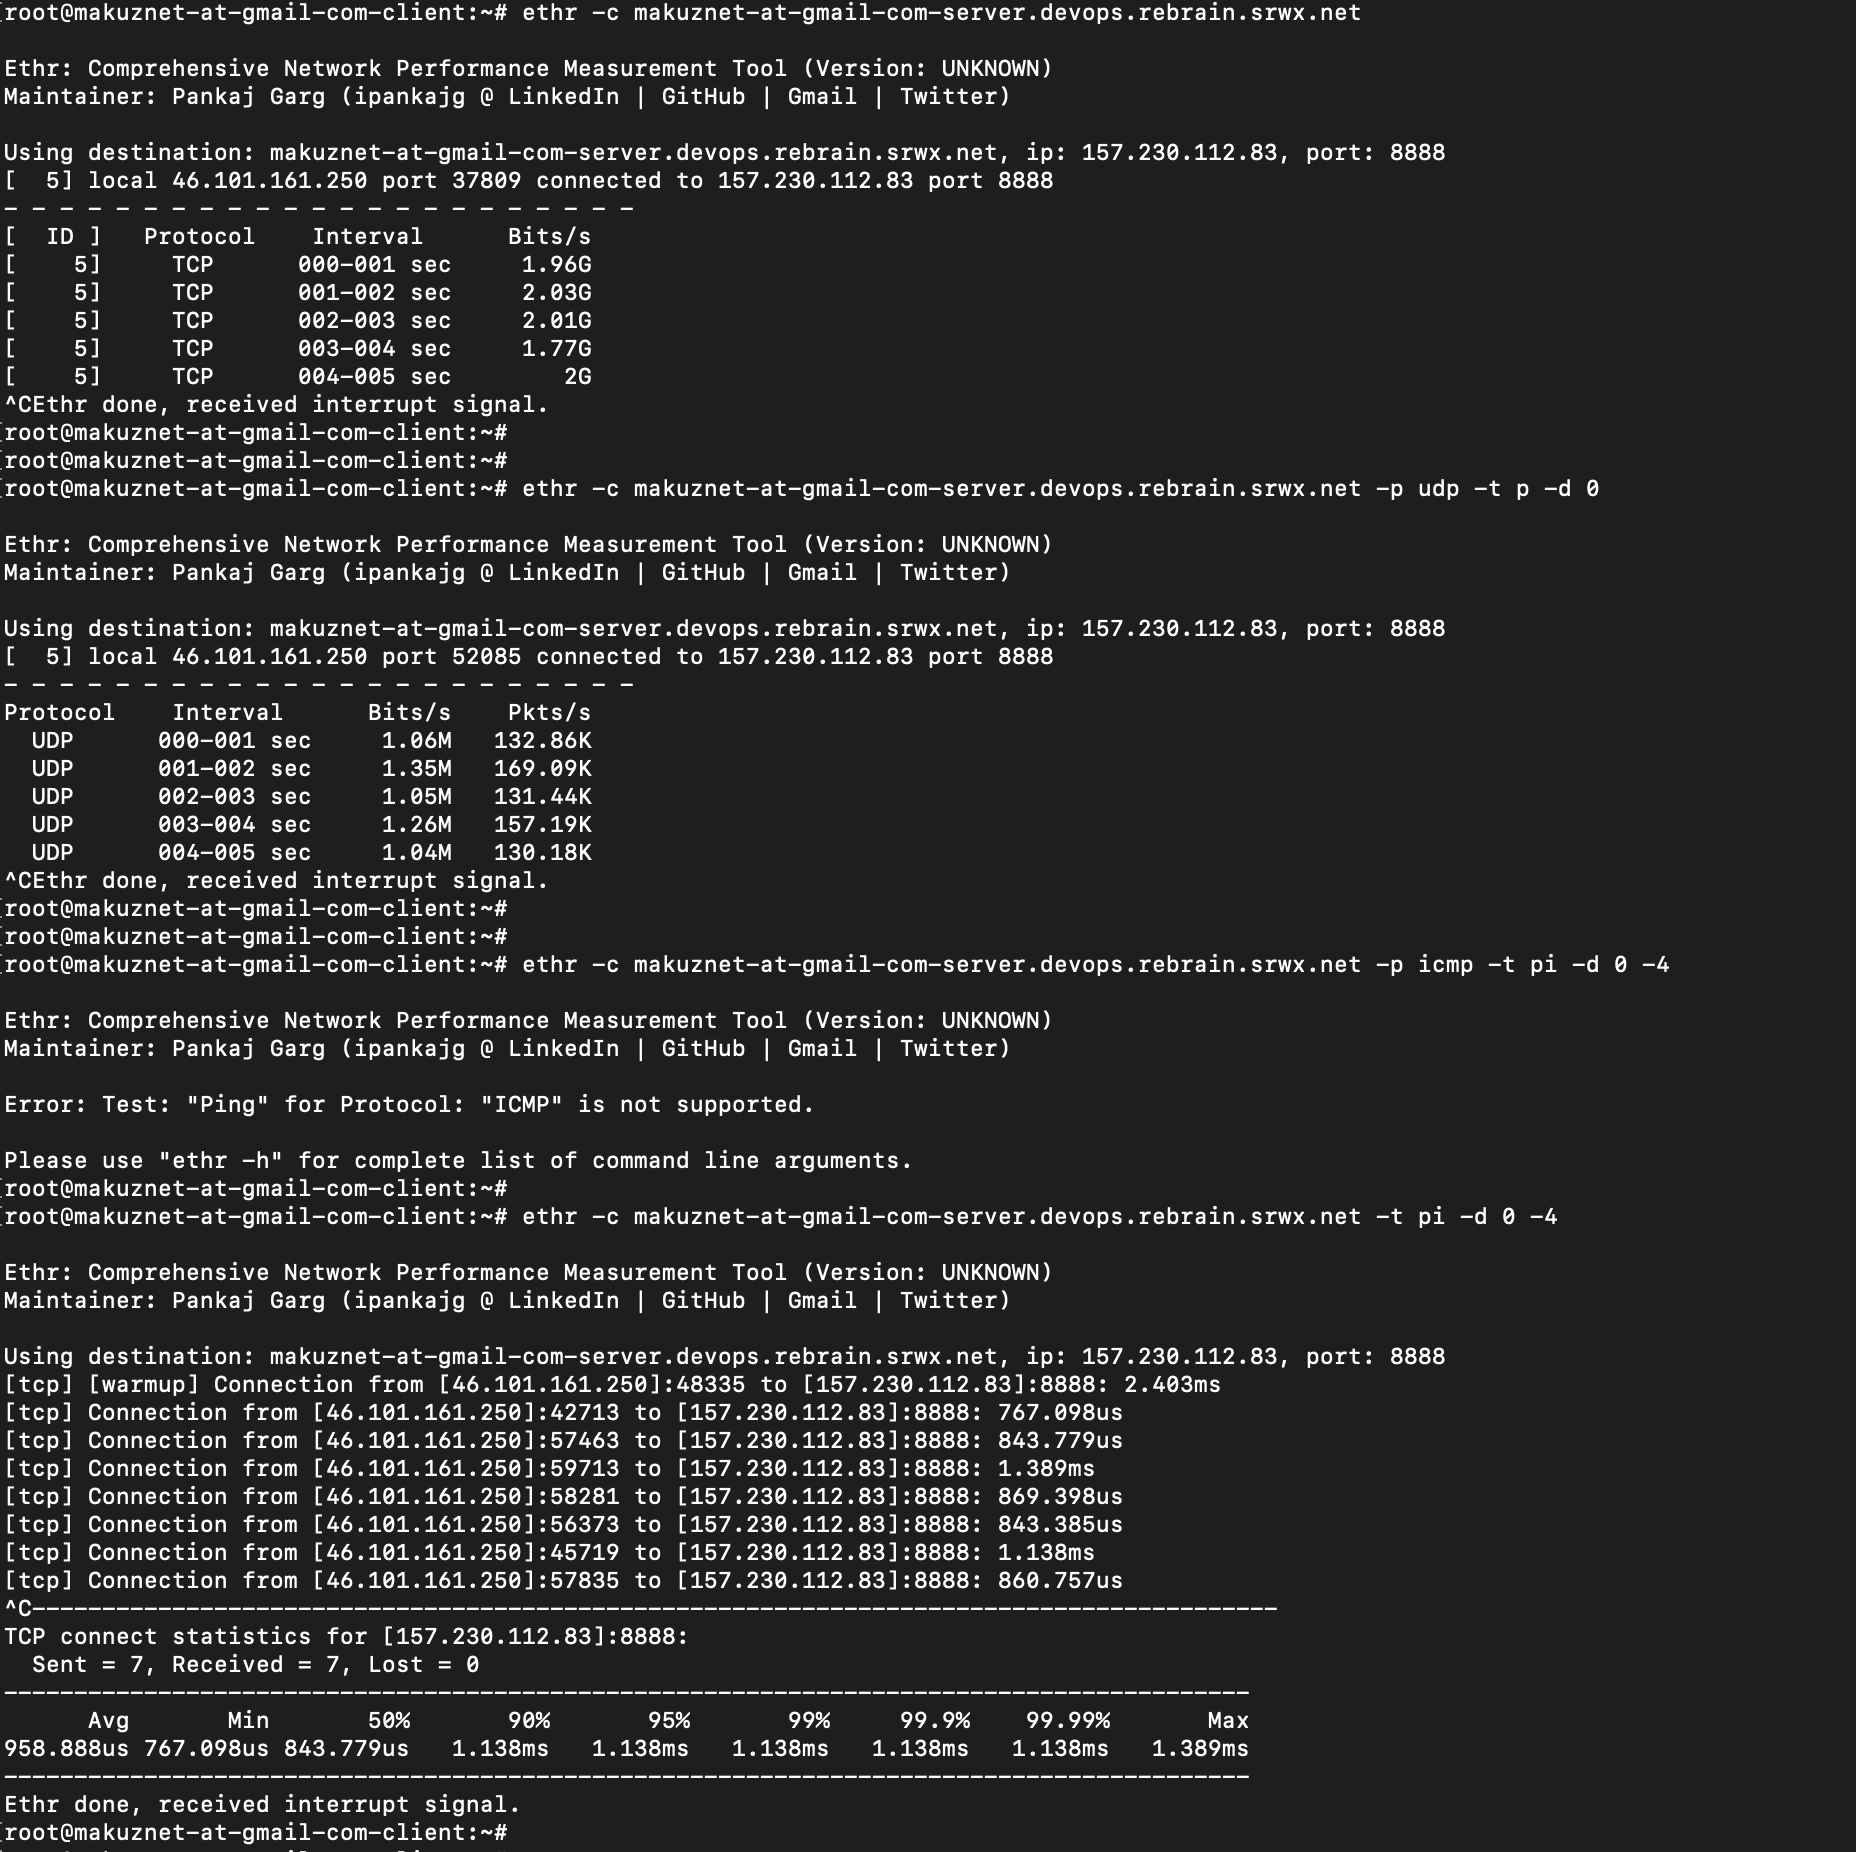 root@makuznet-at-gmail-com-client:~# ethr -c makuznet-at-gmail-com-server.devops.rebrain.srwx.net
Ethr: Comprehensive Network Performance Measurement Tool (Version: UNKNOWN)
Maintainer: Pankaj Garg (ipankajg @ LinkedIn | GitHub | Gmail | Twitter)
Using destination: makuznet-at-gmail-com-server.devops.rebrain.srwx.net, ip: 157.230.112.83, port: 8888
[  5] local 46.101.161.250 port 37809 connected to 157.230.112.83 port 8888
- - - - - - - - - - - - - - - - - - - - - - -
[  ID ]   Protocol    Interval      Bits/s
[    5]     TCP      000-001 sec     1.96G
[    5]     TCP      001-002 sec     2.03G
[    5]     TCP      002-003 sec     2.01G
[    5]     TCP      003-004 sec     1.77G
[    5]     TCP      004-005 sec        2G
^CEthr done, received interrupt signal.
root@makuznet-at-gmail-com-client:~#
root@makuznet-at-gmail-com-client:~#
root@makuznet-at-gmail-com-client:~# ethr -c makuznet-at-gmail-com-server.devops.rebrain.srwx.net -p udp -t p -d 0
Ethr: Comprehensive Network Performance Measurement Tool (Version: UNKNOWN)
Maintainer: Pankaj Garg (ipankajg @ LinkedIn | GitHub | Gmail | Twitter)
Using destination: makuznet-at-gmail-com-server.devops.rebrain.srwx.net, ip: 157.230.112.83, port: 8888
[  5] local 46.101.161.250 port 52085 connected to 157.230.112.83 port 8888
- - - - - - - - - - - - - - - - - - - - - - -
Protocol    Interval      Bits/s    Pkts/s
  UDP      000-001 sec     1.06M   132.86K
  UDP      001-002 sec     1.35M   169.09K
  UDP      002-003 sec     1.05M   131.44K
  UDP      003-004 sec     1.26M   157.19K
  UDP      004-005 sec     1.04M   130.18K
^CEthr done, received interrupt signal.
root@makuznet-at-gmail-com-client:~#
root@makuznet-at-gmail-com-client:~#
root@makuznet-at-gmail-com-client:~# ethr -c makuznet-at-gmail-com-server.devops.rebrain.srwx.net -p icmp -t pi -d 0 -4
Ethr: Comprehensive Network Performance Measurement Tool (Version: UNKNOWN)
Maintainer: Pankaj Garg (ipankajg @ LinkedIn | GitHub | Gmail | Twitter)
Error: Test: "Ping" for Protocol: "ICMP" is not supported.
Please use "ethr -h" for complete list of command line arguments.
root@makuznet-at-gmail-com-client:~#
root@makuznet-at-gmail-com-client:~# ethr -c makuznet-at-gmail-com-server.devops.rebrain.srwx.net -t pi -d 0 -4
Ethr: Comprehensive Network Performance Measurement Tool (Version: UNKNOWN)
Maintainer: Pankaj Garg (ipankajg @ LinkedIn | GitHub | Gmail | Twitter)
Using destination: makuznet-at-gmail-com-server.devops.rebrain.srwx.net, ip: 157.230.112.83, port: 8888
[tcp] [warmup] Connection from [46.101.161.250]:48335 to [157.230.112.83]:8888: 2.403ms
[tcp] Connection from [46.101.161.250]:42713 to [157.230.112.83]:8888: 767.098us
[tcp] Connection from [46.101.161.250]:57463 to [157.230.112.83]:8888: 843.779us
[tcp] Connection from [46.101.161.250]:59713 to [157.230.112.83]:8888: 1.389ms
[tcp] Connection from [46.101.161.250]:58281 to [157.230.112.83]:8888: 869.398us
[tcp] Connection from [46.101.161.250]:56373 to [157.230.112.83]:8888: 843.385us
[tcp] Connection from [46.101.161.250]:45719 to [157.230.112.83]:8888: 1.138ms
[tcp] Connection from [46.101.161.250]:57835 to [157.230.112.83]:8888: 860.757us
^C-----------------------------------------------------------------------------------------
TCP connect statistics for [157.230.112.83]:8888:
  Sent = 7, Received = 7, Lost = 0
-----------------------------------------------------------------------------------------
      Avg       Min       50%       90%       95%       99%     99.9%    99.99%       Max
958.888us 767.098us 843.779us   1.138ms   1.138ms   1.138ms   1.138ms   1.138ms   1.389ms
-----------------------------------------------------------------------------------------
Ethr done, received interrupt signal.
root@makuznet-at-gmail-com-client:~#